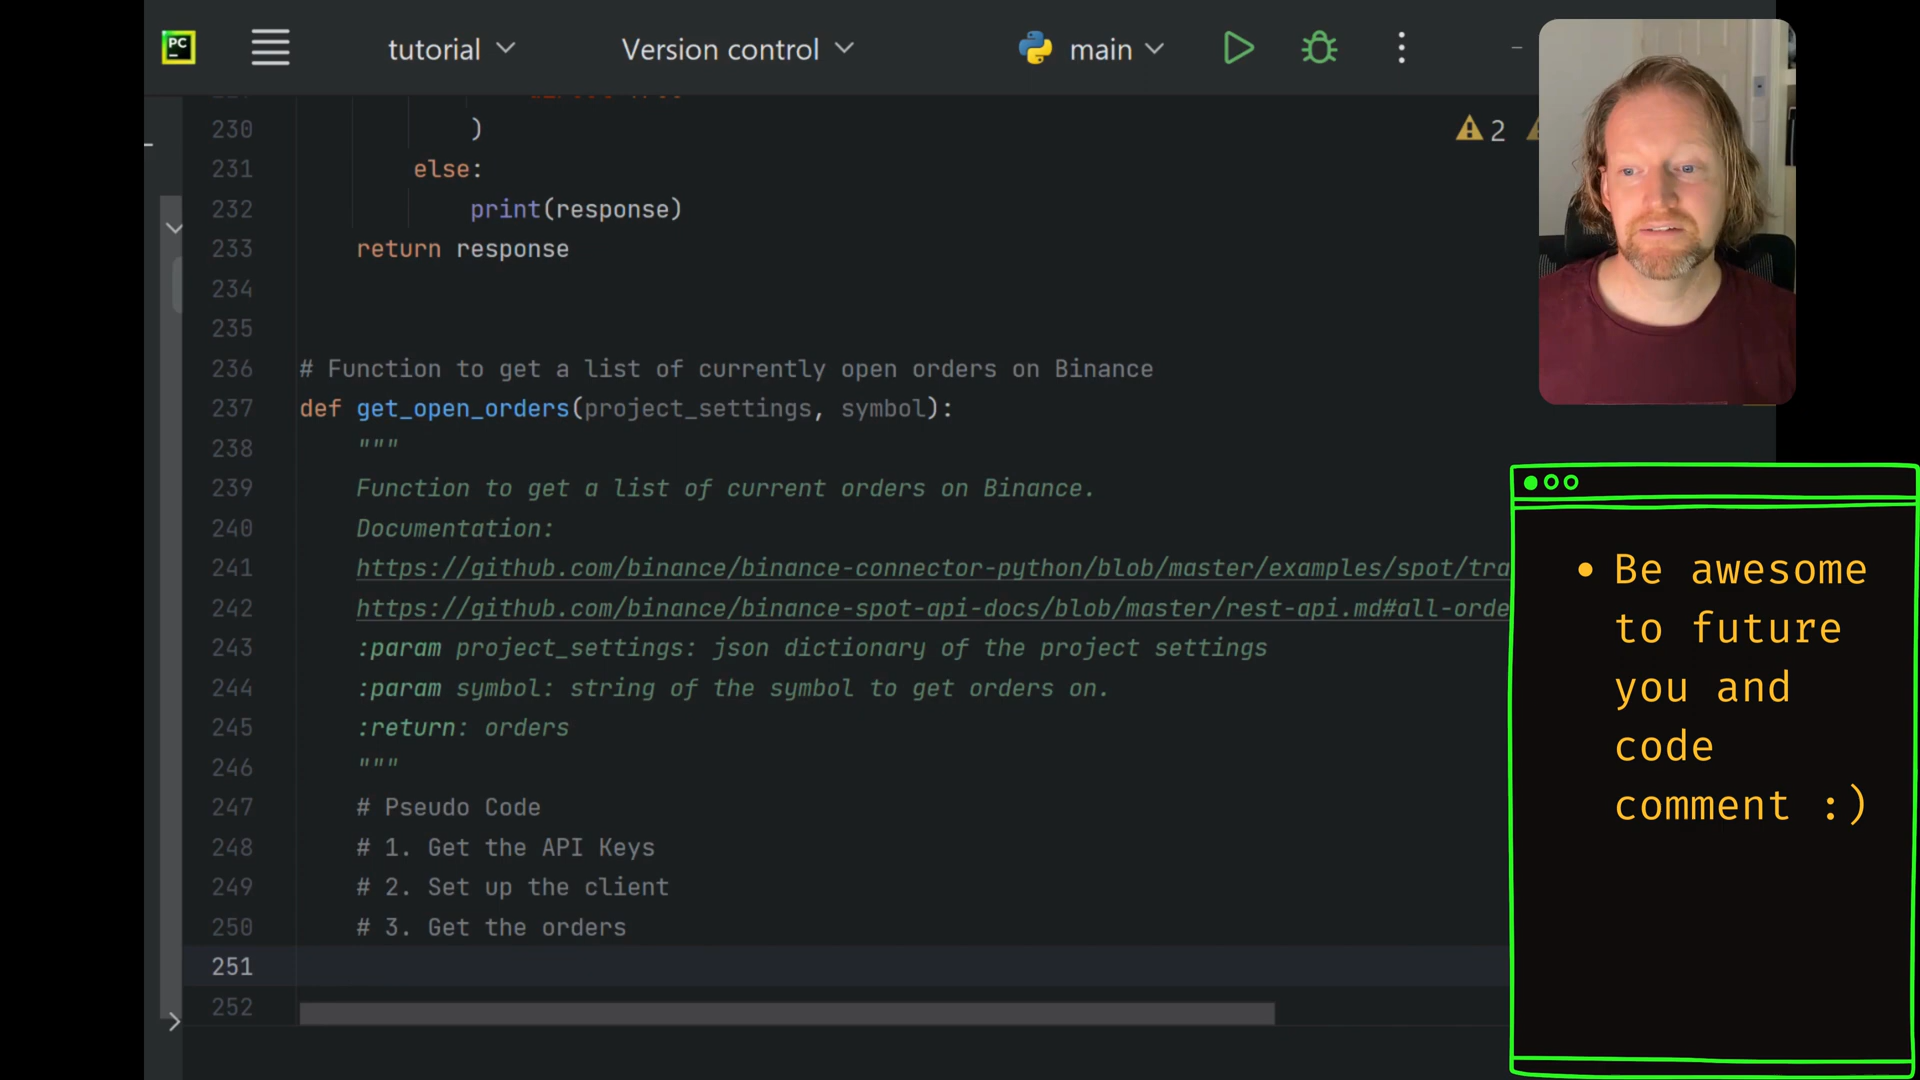 PC
tutorial
Version control
main
230 )
2
231 else:
232 print(response)
233 return response
234
235
236 # Function to get a list of currently open orders on Binance
237 def get_open_orders(project_settings, symbol):
238 """
239 Function to get a list of current orders on Binance.
240 Documentation:
241 https://github.com/binance/binance-connector-python/blob/master/examples/spot/tra
242 https://github.com/binance/binance-spot-api-docs/blob/master/rest-api.md#all-orde
243 :param project_settings: json dictionary of the project settings
244 :param symbol: string of the symbol to get orders on.
245 :return: orders
246 """
247 # Pseudo Code
248 # 1. Get the API Keys
249 # 2. Set up the client
250 # 3. Get the orders
251
252
• Be awesome
to future
you and
code
comment :)